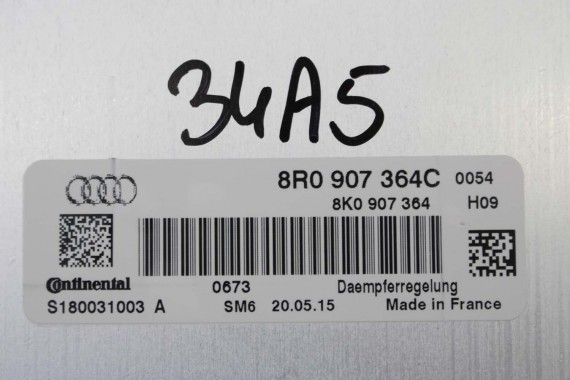 34A5
8R0 907 364C 0054
8K0 907 364 H09
Continental 0673 Daempferregelung
S180031003 A SM6 20.05.15 Made in France